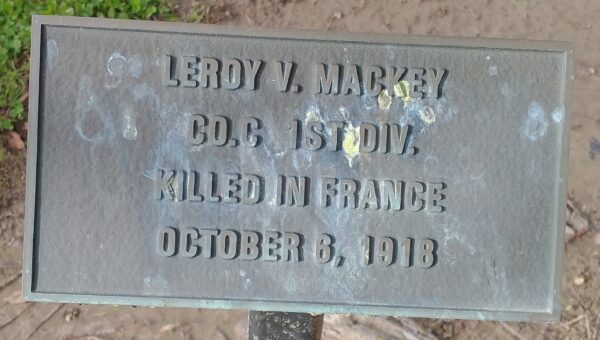 LEROY V. MACKEY
CO.C 1ST DIV.
KILLED IN FRANCE
OCTOBER 6, 1918